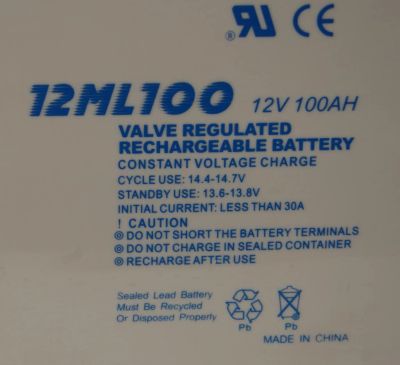 ® RU CE
12ML100 12V 100AH
VALVE REGULATED
RECHARGEABLE BATTERY
CONSTANT VOLTAGE CHARGE
CYCLE USE: 14.4-14.7V
STANDBY USE: 13.6-13.8V
INITIAL CURRENT: LESS THAN 30A
! CAUTION
◎ DO NOT SHORT THE BATTERY TERMINALS
◎ DO NOT CHARGE IN SEALED CONTAINER
◎ RECHARGE AFTER USE
Sealed Lead Battery
Must Be Recycled
Or Disposed Properly
Pb Pb
MADE IN CHINA